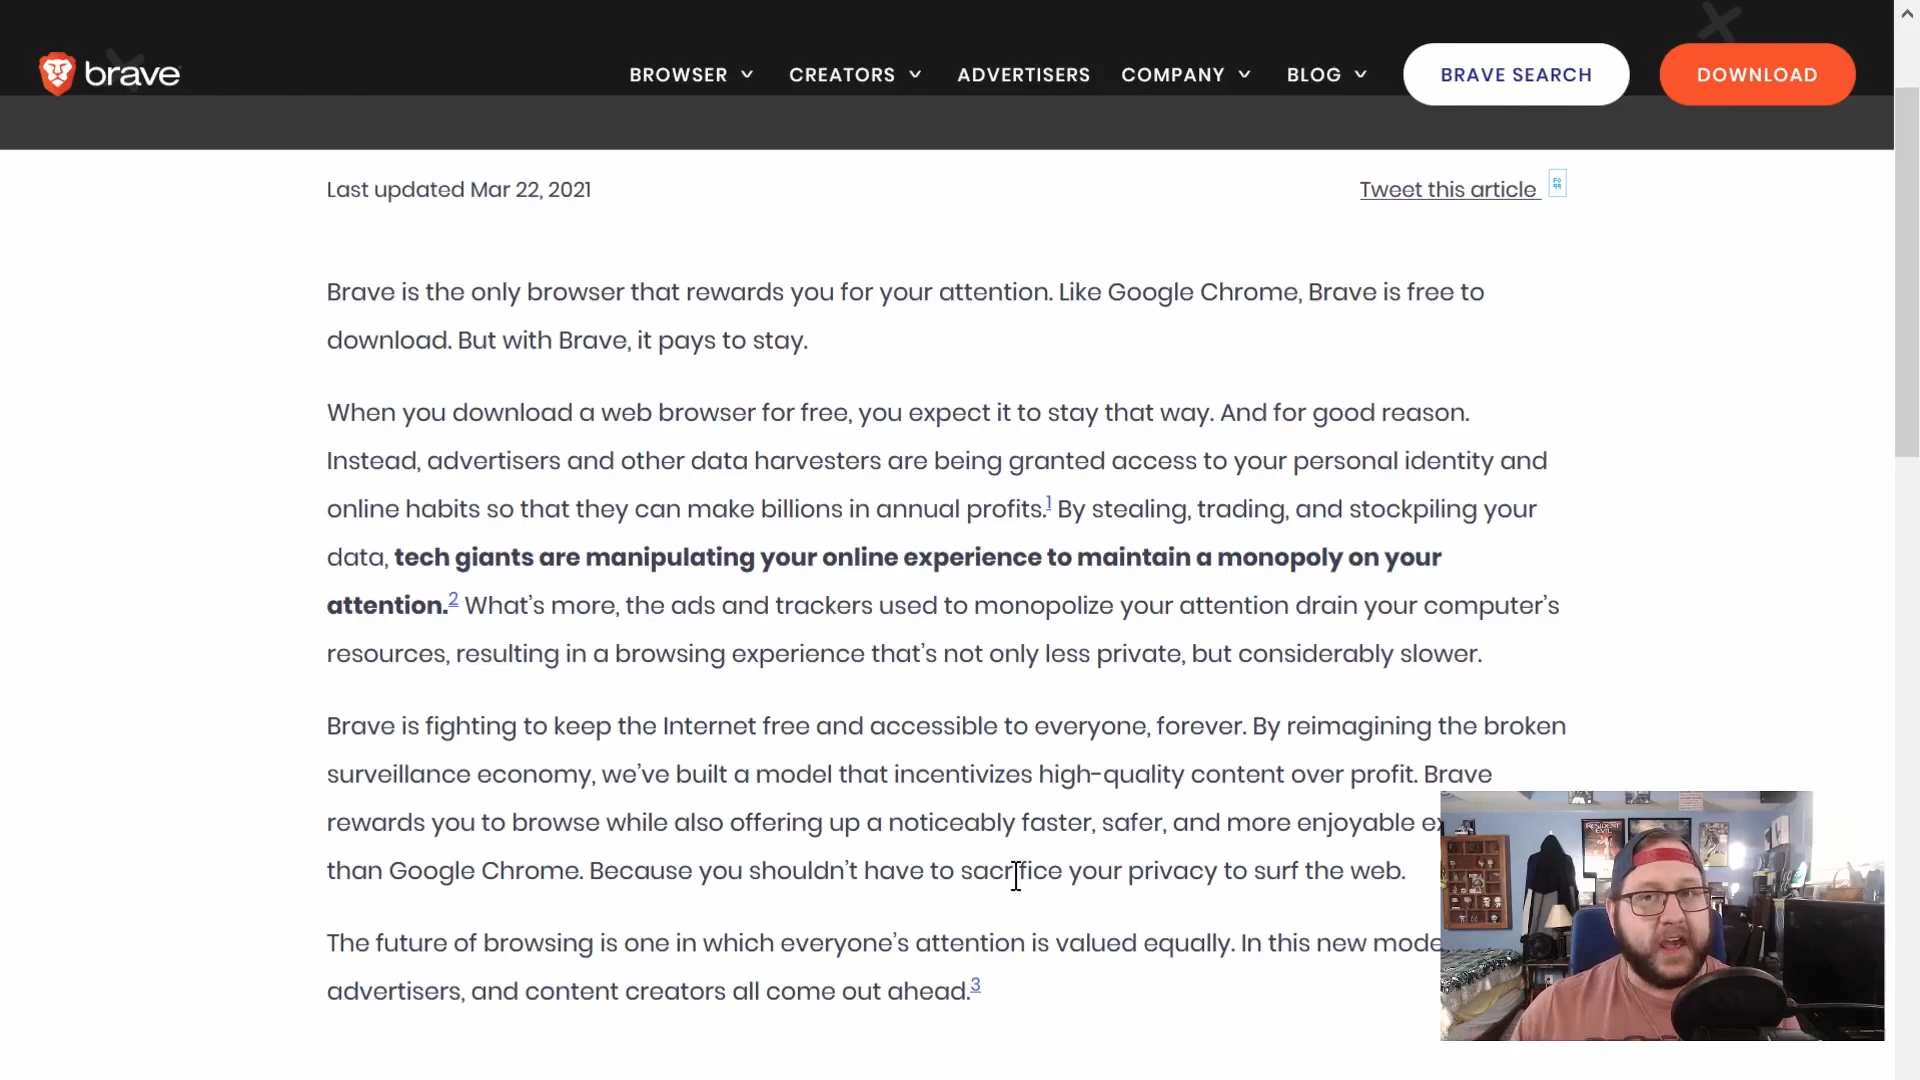 brave
BROWSER
CREATORS
ADVERTISERS
COMPANY
BLOG
BRAVE SEARCH
DOWNLOAD
Last updated Mar 22, 2021
Tweet this article
Brave is the only browser that rewards you for your attention. Like Google Chrome, Brave is free to
download. But with Brave, it pays to stay.
When you download a web browser for free, you expect it to stay that way. And for good reason.
Instead, advertisers and other data harvesters are being granted access to your personal identity and
online habits so that they can make billions in annual profits.1 By stealing, trading, and stockpiling your
data, tech giants are manipulating your online experience to maintain a monopoly on your
attention.2 What’s more, the ads and trackers used to monopolize your attention drain your computer’s
resources, resulting in a browsing experience that’s not only less private, but considerably slower.
Brave is fighting to keep the Internet free and accessible to everyone, forever. By reimagining the broken
surveillance economy, we’ve built a model that incentivizes high-quality content over profit. Brave
rewards you to browse while also offering up a noticeably faster, safer, and more enjoyable
than Google Chrome. Because you shouldn’t have to sacrifice your privacy to surf the web.
The future of browsing is one in which everyone’s attention is valued equally. In this new
advertisers, and content creators all come out ahead.3
RESIDENT EVIL